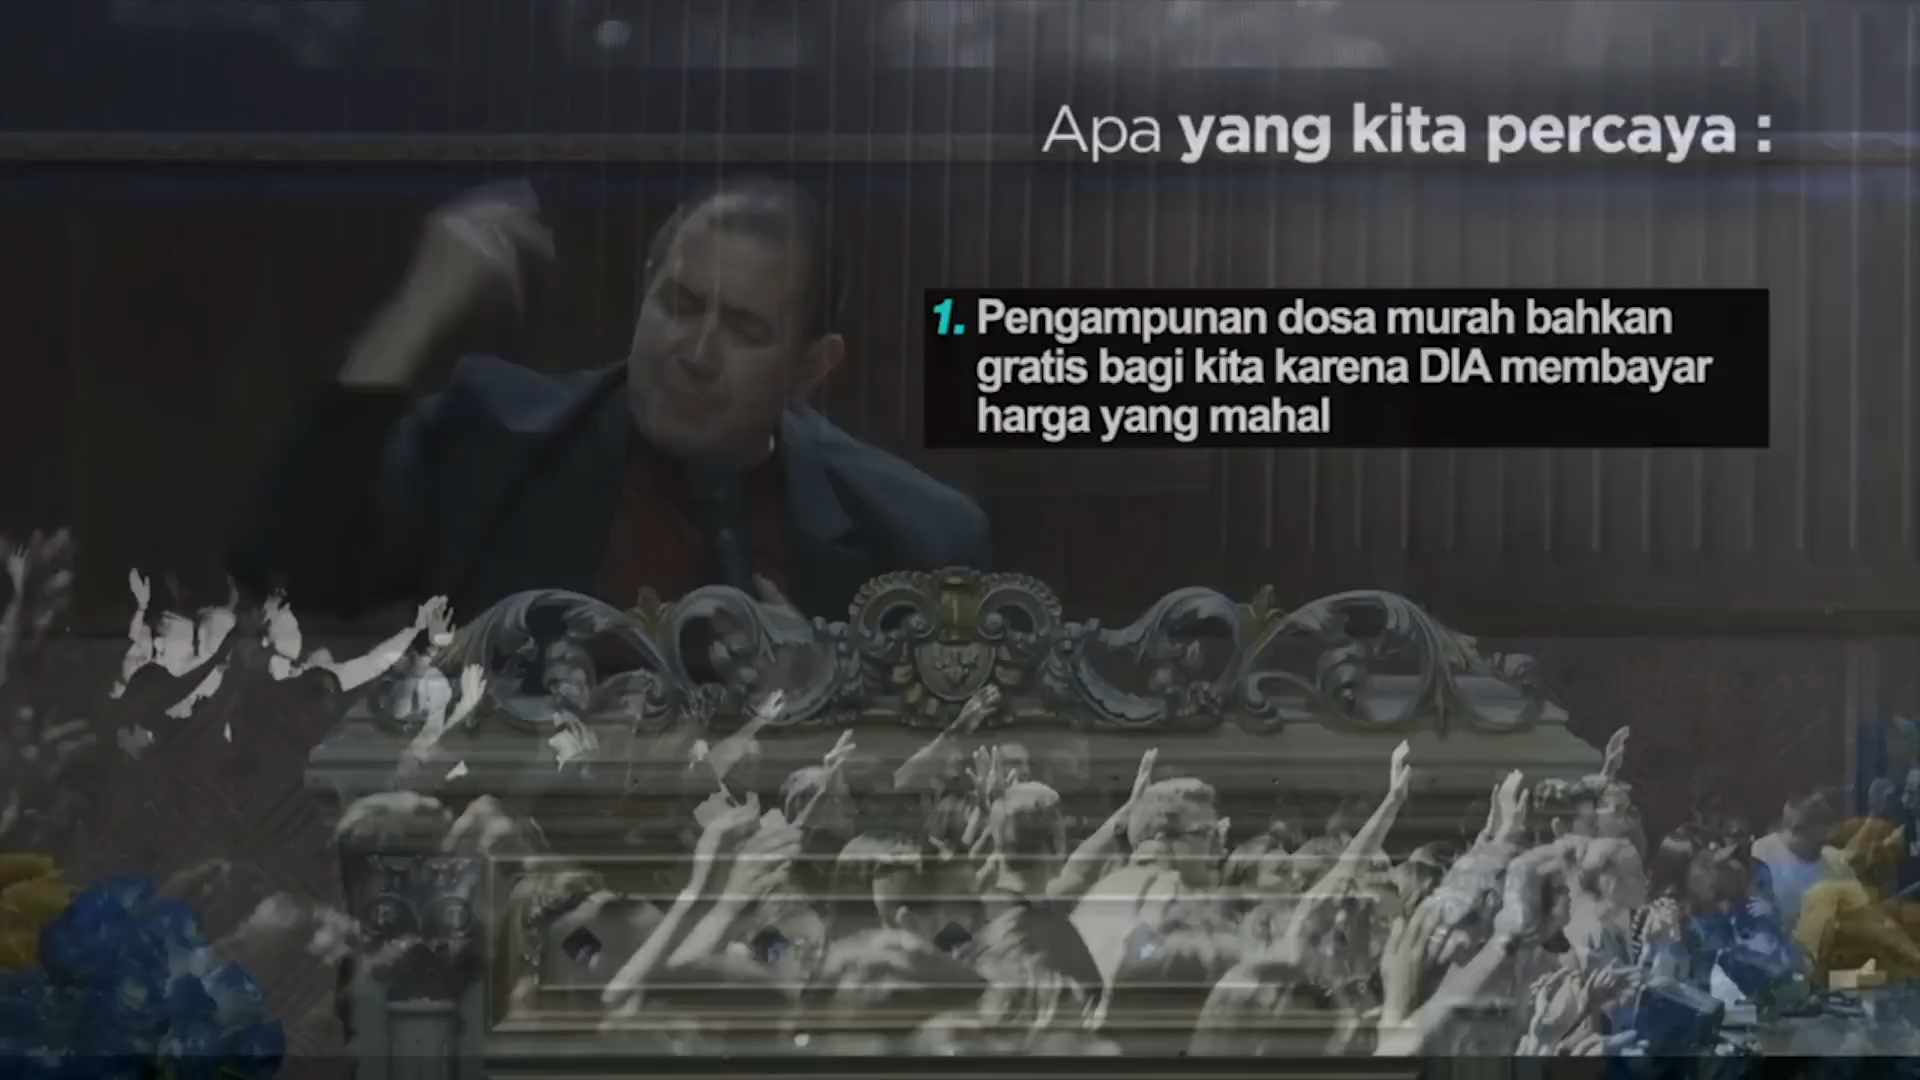 Apa yang kita percaya :
1. Pengampunan dosa murah bahkan
gratis bagi kita karena DIA membayar
harga yang mahal